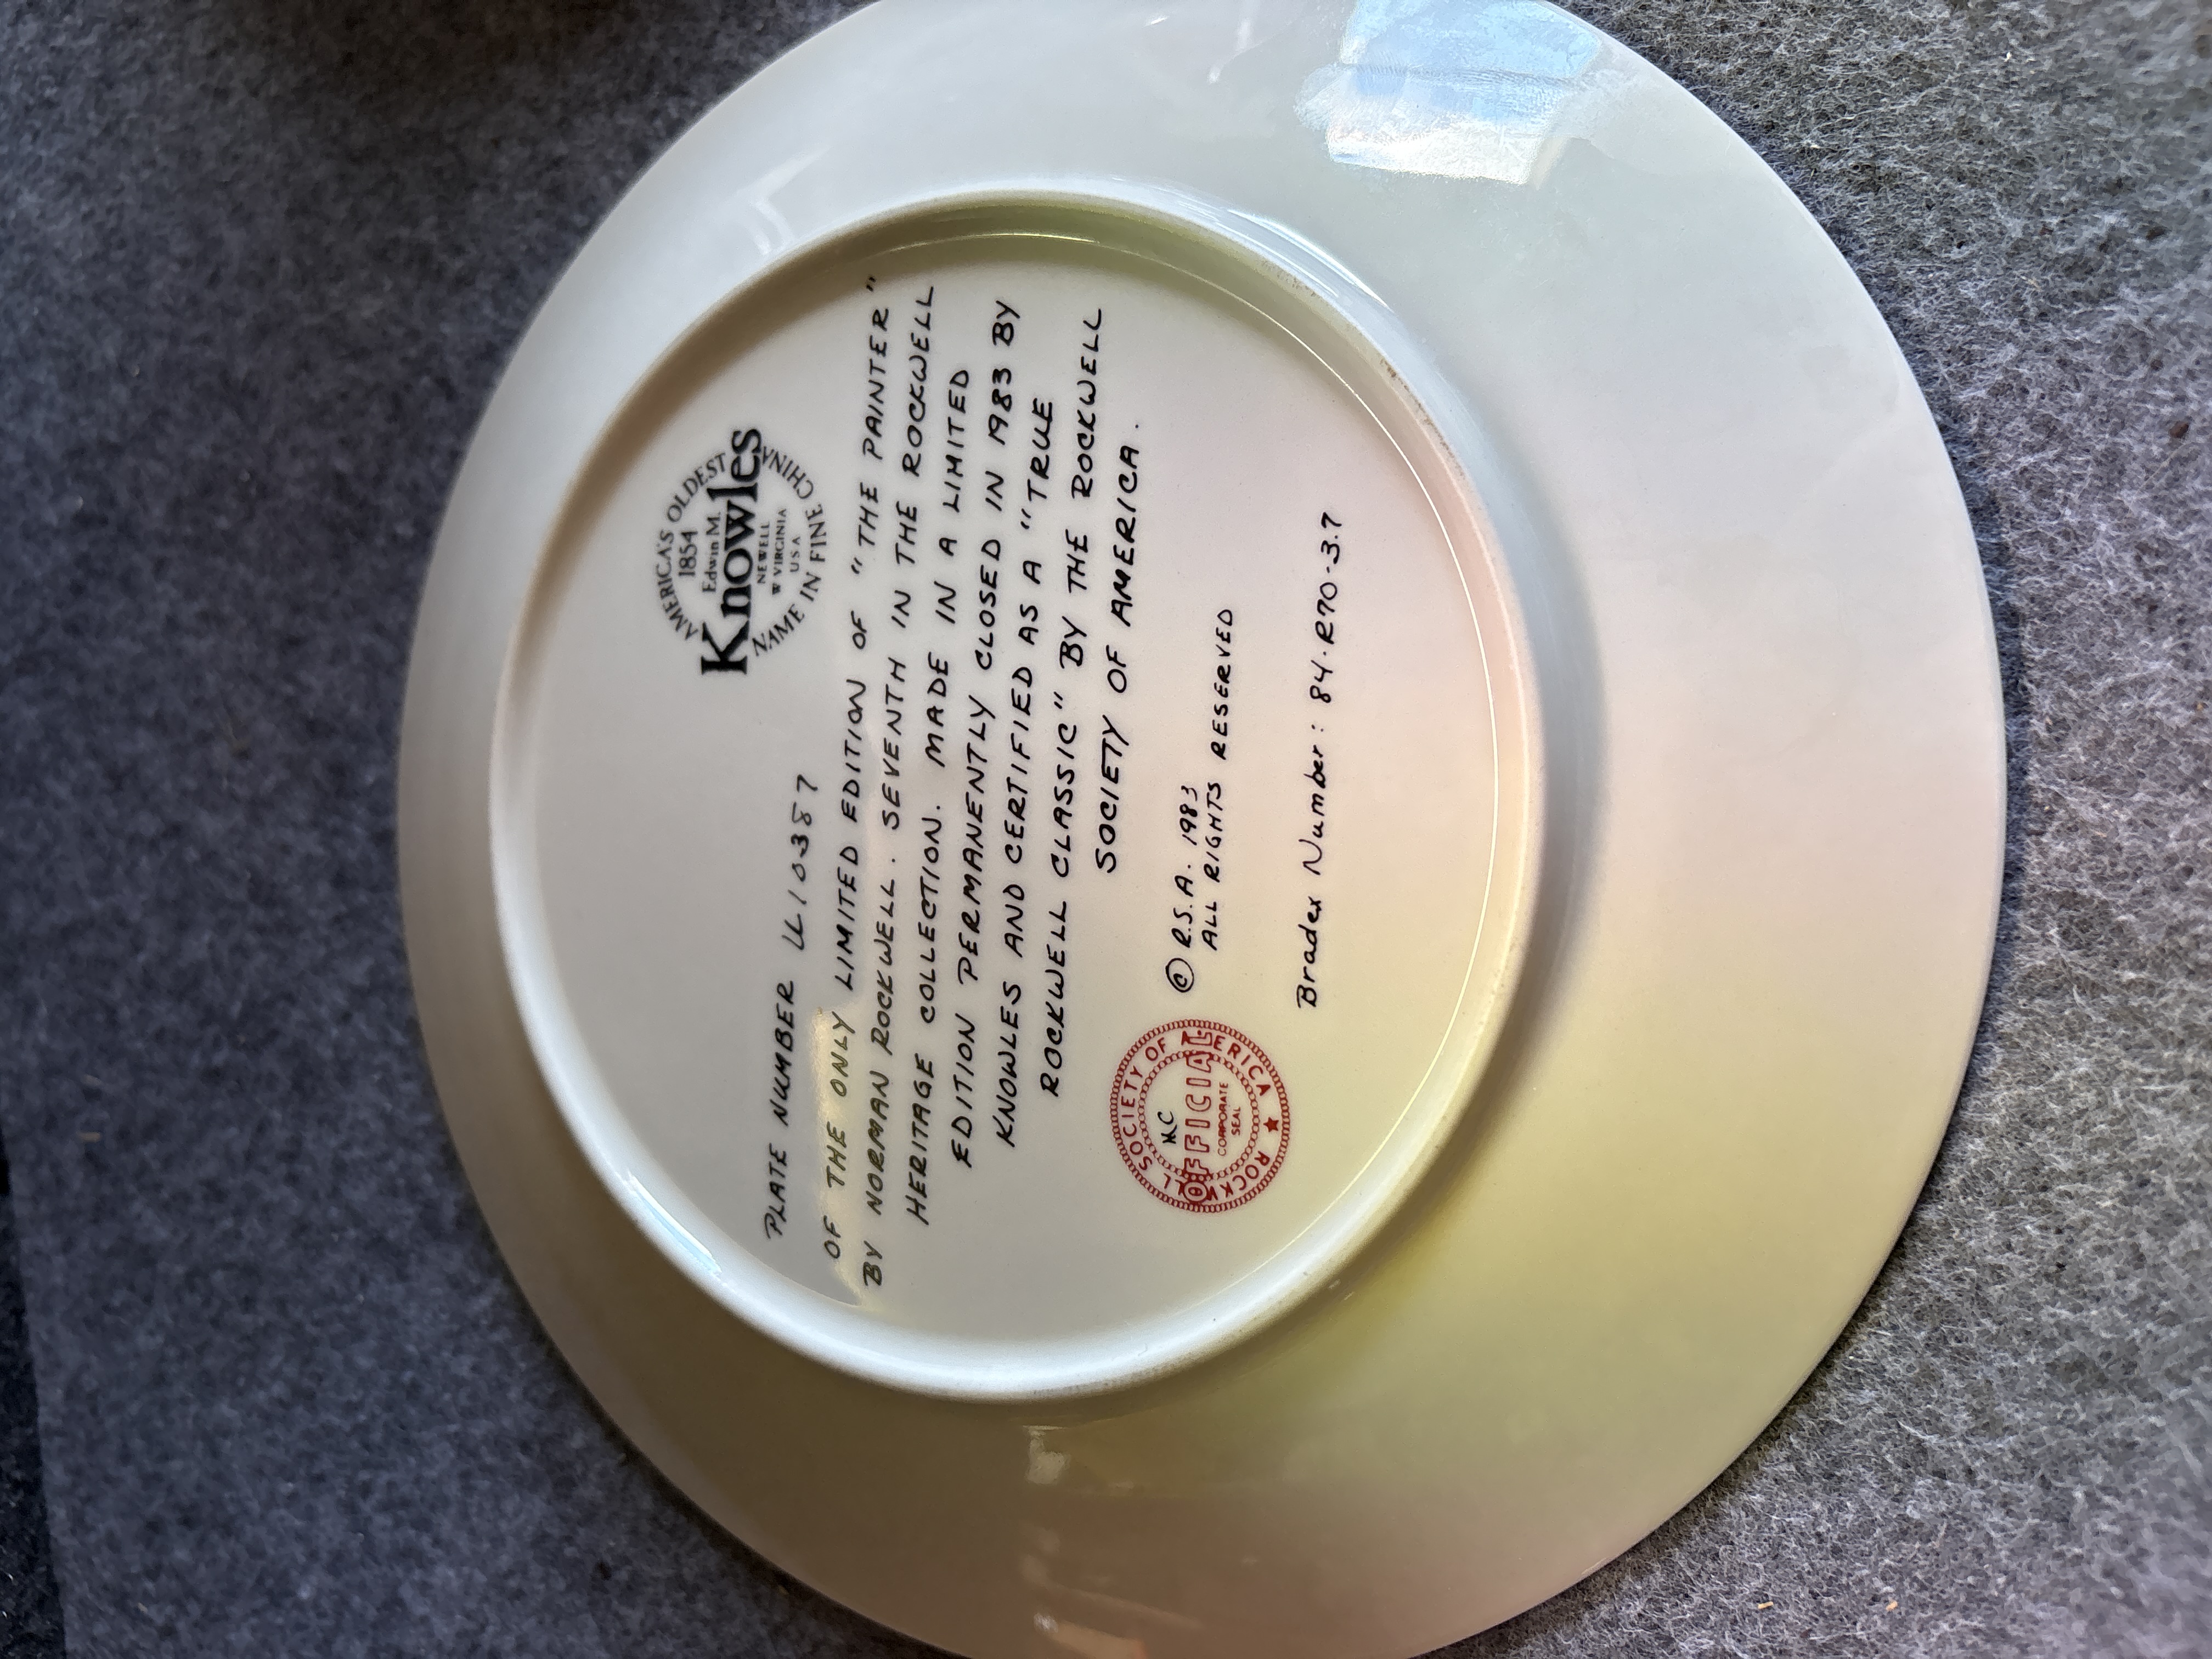 AMERICA'S OLDEST
1854
Edwin M.
Knowles
NEWELL
W VIRGINIA
USA
NAME IN FINE CHINA
PLATE NUMBER
OF THE ONLY LIMITED EDITION OF "THE PAINTER"
BY NORMAN ROCKWELL. SEVENTH IN THE ROCKWELL
HERITAGE COLLECTION. MADE IN A LIMITED
EDITION PERMANENTLY CLOSED IN 1983 BY
KNOWLES AND CERTIFIED AS A "TRUE
ROCKWELL CLASSIC" BY THE ROCKWELL
SOCIETY OF AMERICA.
© R.S.A. 1983
ALL RIGHTS RESERVED
ROCKWELL SOCIETY OF AMERICA ★
OFFICIAL
CORPORATE
SEAL
Bradex Number: 84-R70-3.7